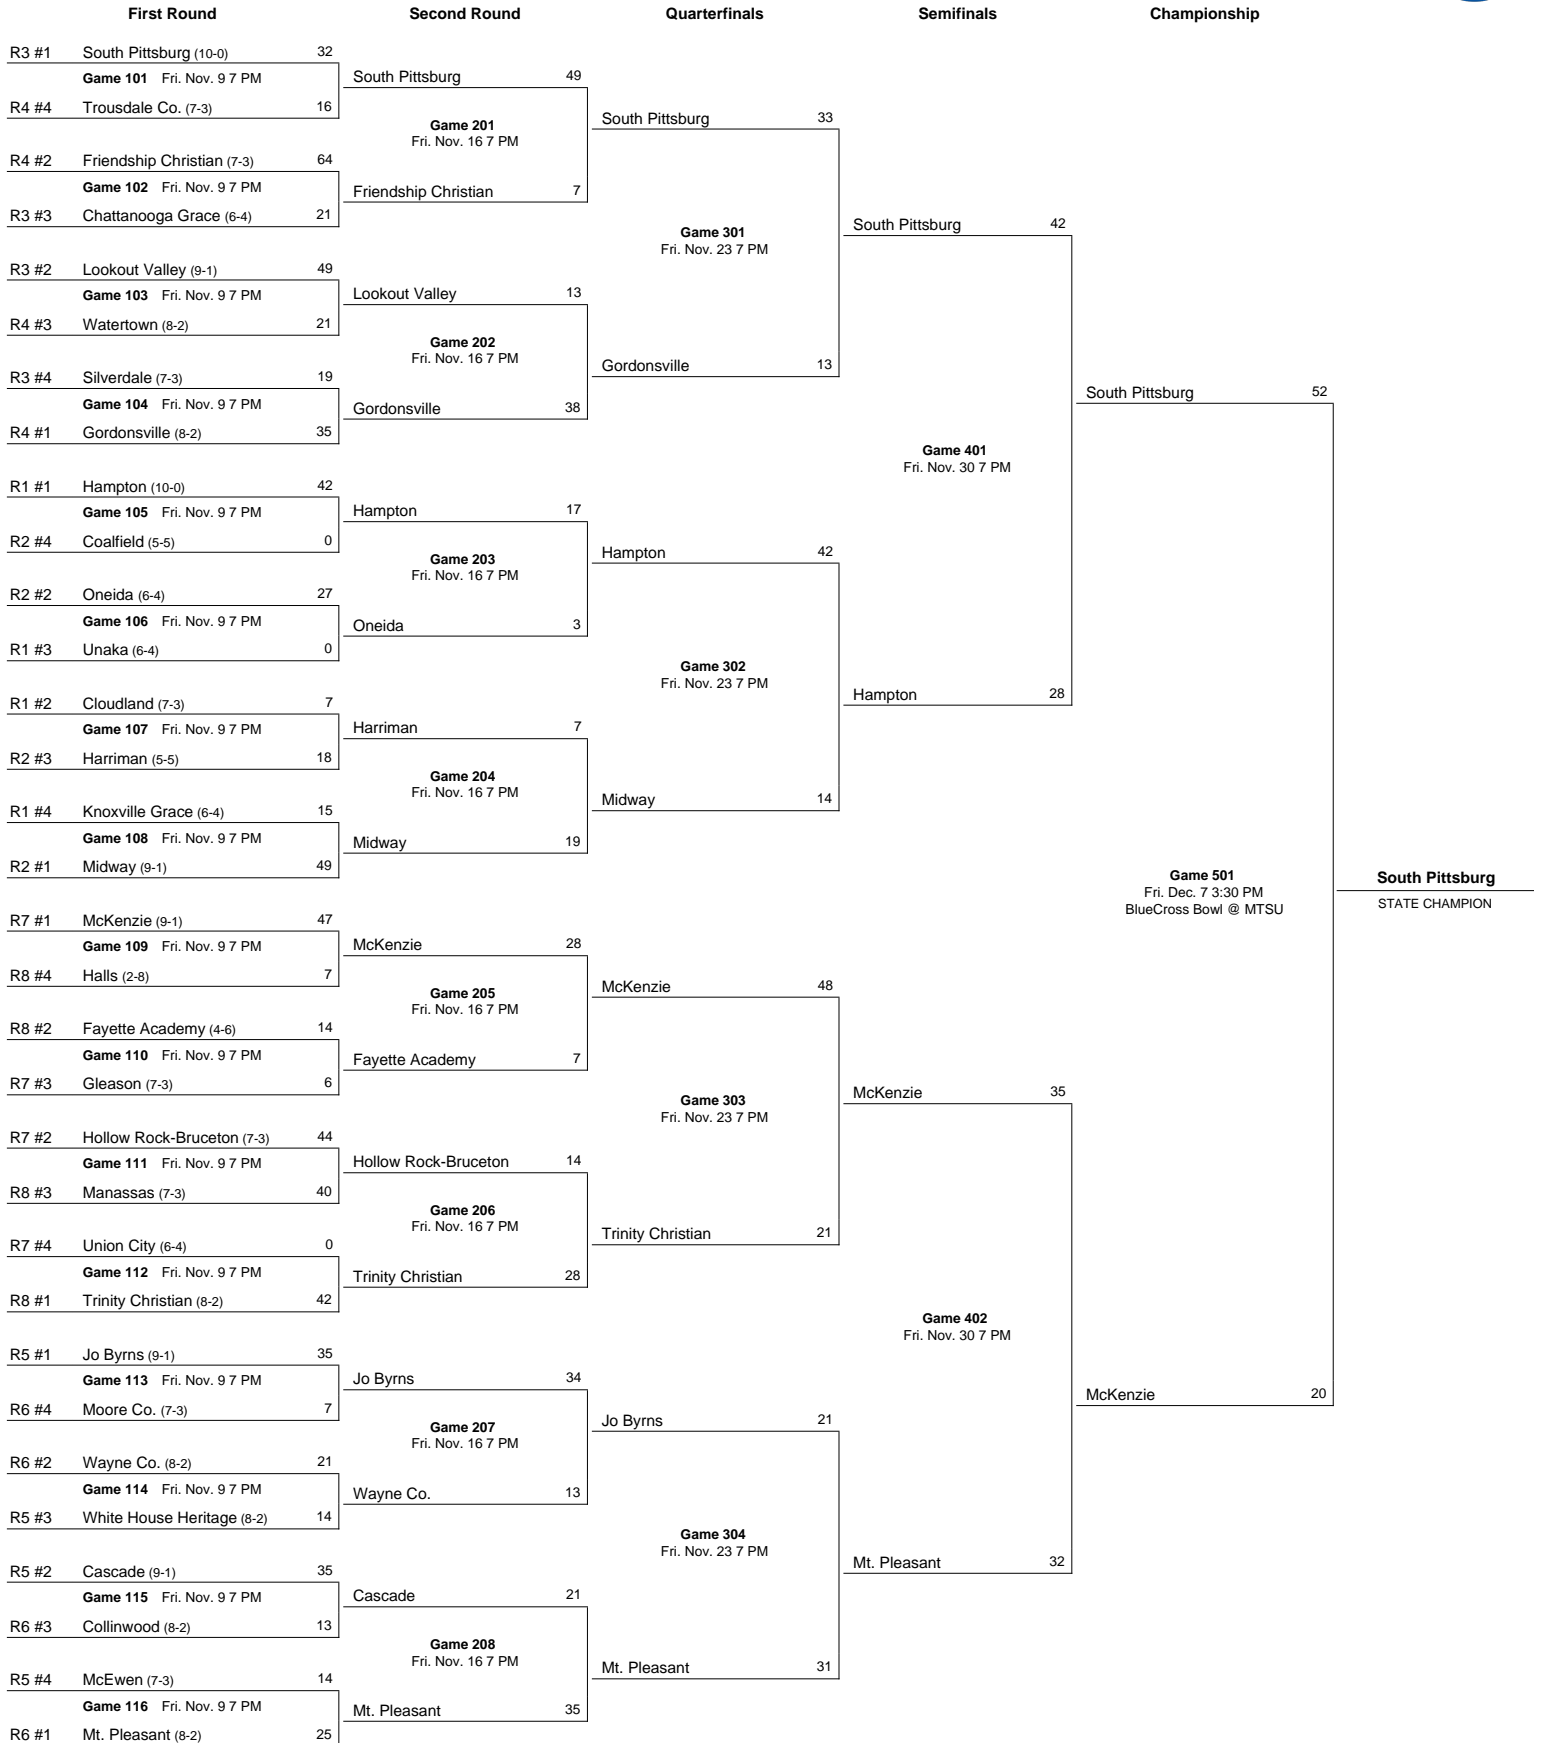 First Round
Second Round
Quarterfinals
Semifinals
Championship
R3 #1 South Pittsburg (10-0) 32
Game 101 Fri. Nov. 9 7 PM
R4 #4 Trousdale Co. (7-3) 16
R4 #2 Friendship Christian (7-3) 64
Game 102 Fri. Nov. 9 7 PM
R3 #3 Chattanooga Grace (6-4) 21
R3 #2 Lookout Valley (9-1) 49
Game 103 Fri. Nov. 9 7 PM
R4 #3 Watertown (8-2) 21
R3 #4 Silverdale (7-3) 19
Game 104 Fri. Nov. 9 7 PM
R4 #1 Gordonsville (8-2) 35
R1 #1 Hampton (10-0) 42
Game 105 Fri. Nov. 9 7 PM
R2 #4 Coalfield (5-5) 0
R2 #2 Oneida (6-4) 27
Game 106 Fri. Nov. 9 7 PM
R1 #3 Unaka (6-4) 0
R1 #2 Cloudland (7-3) 7
Game 107 Fri. Nov. 9 7 PM
R2 #3 Harriman (5-5) 18
R1 #4 Knoxville Grace (6-4) 15
Game 108 Fri. Nov. 9 7 PM
R2 #1 Midway (9-1) 49
R7 #1 McKenzie (9-1) 47
Game 109 Fri. Nov. 9 7 PM
R8 #4 Halls (2-8) 7
R8 #2 Fayette Academy (4-6) 14
Game 110 Fri. Nov. 9 7 PM
R7 #3 Gleason (7-3) 6
R7 #2 Hollow Rock-Bruceton (7-3) 44
Game 111 Fri. Nov. 9 7 PM
R8 #3 Manassas (7-3) 40
R7 #4 Union City (6-4) 0
Game 112 Fri. Nov. 9 7 PM
R8 #1 Trinity Christian (8-2) 42
R5 #1 Jo Byrns (9-1) 35
Game 113 Fri. Nov. 9 7 PM
R6 #4 Moore Co. (7-3) 7
R6 #2 Wayne Co. (8-2) 21
Game 114 Fri. Nov. 9 7 PM
R5 #3 White House Heritage (8-2) 14
R5 #2 Cascade (9-1) 35
Game 115 Fri. Nov. 9 7 PM
R6 #3 Collinwood (8-2) 13
R5 #4 McEwen (7-3) 14
Game 116 Fri. Nov. 9 7 PM
R6 #1 Mt. Pleasant (8-2) 25
South Pittsburg 49
Game 201
Fri. Nov. 16 7 PM
Friendship Christian 7
Lookout Valley 13
Game 202
Fri. Nov. 16 7 PM
Gordonsville 38
Hampton 17
Game 203
Fri. Nov. 16 7 PM
Oneida 3
Harriman 7
Game 204
Fri. Nov. 16 7 PM
Midway 19
McKenzie 28
Game 205
Fri. Nov. 16 7 PM
Fayette Academy 7
Hollow Rock-Bruceton 14
Game 206
Fri. Nov. 16 7 PM
Trinity Christian 28
Jo Byrns 34
Game 207
Fri. Nov. 16 7 PM
Wayne Co. 13
Cascade 21
Game 208
Fri. Nov. 16 7 PM
Mt. Pleasant 35
South Pittsburg 33
Game 301
Fri. Nov. 23 7 PM
Gordonsville 13
Hampton 42
Game 302
Fri. Nov. 23 7 PM
Midway 14
McKenzie 48
Game 303
Fri. Nov. 23 7 PM
Trinity Christian 21
Jo Byrns 21
Game 304
Fri. Nov. 23 7 PM
Mt. Pleasant 31
South Pittsburg 42
Game 401
Fri. Nov. 30 7 PM
Hampton 28
McKenzie 35
Game 402
Fri. Nov. 30 7 PM
Mt. Pleasant 32
South Pittsburg 52
Game 501
Fri. Dec. 7 3:30 PM
BlueCross Bowl @ MTSU
McKenzie 20
South Pittsburg
STATE CHAMPION